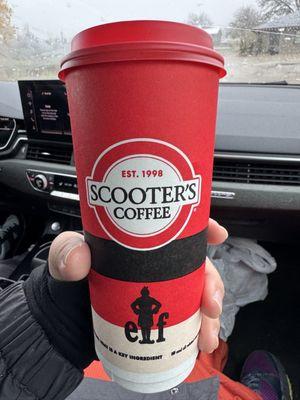 EST. 1998
SCOOTER'S
COFFEE
elf
IS A KEY INGREDIENT